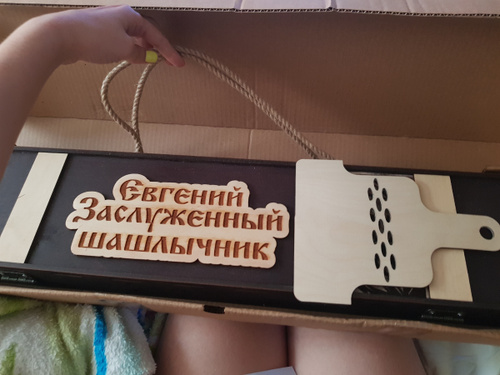 Евгений
Заслуженный
шашлычник